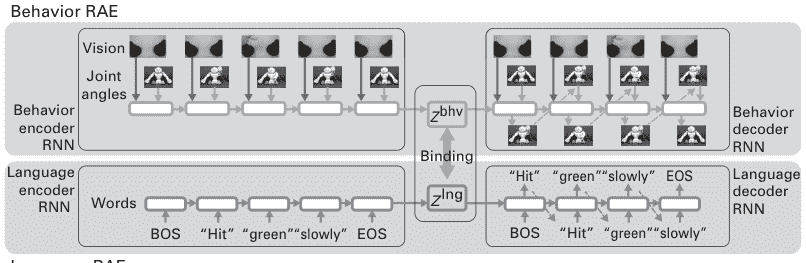 Behavior RAE
Vision
Joint
angles
Behavior
encoder
RNN
z^bhv
Behavior
decoder
RNN
Binding
Language
encoder
RNN
Words
BOS "Hit" "green" "slowly" EOS
z^lng
"Hit" "green" "slowly" EOS
BOS "Hit" "green" "slowly"
Language
decoder
RNN